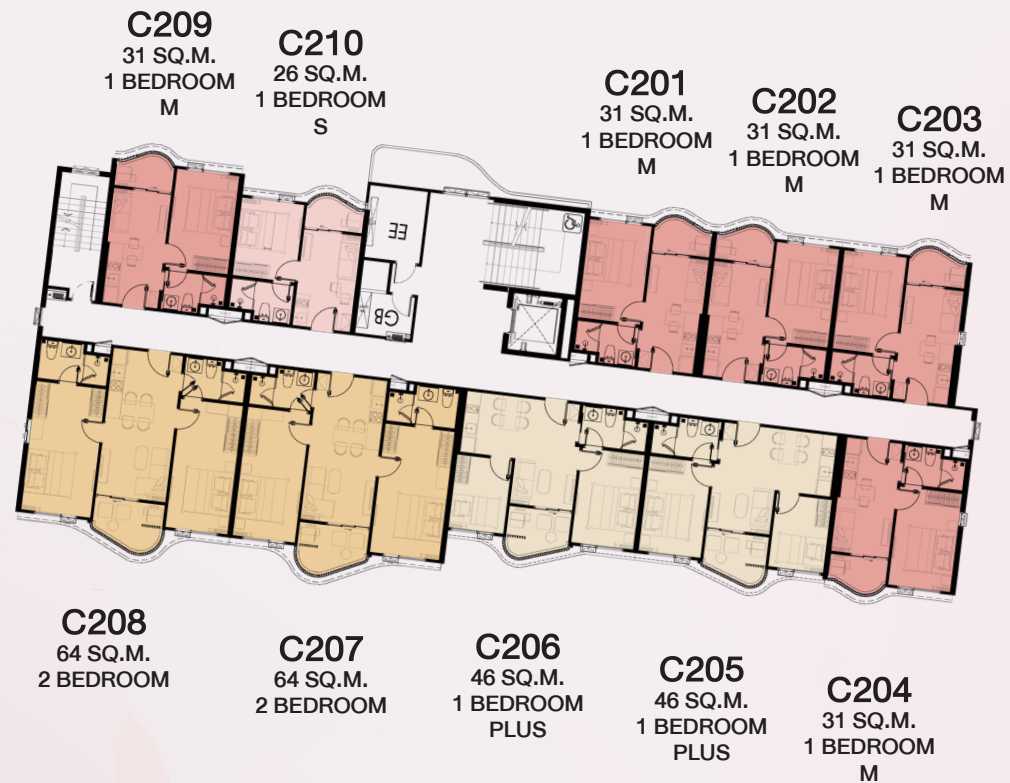 C209
31 SQ.M.
1 BEDROOM
M
C210
26 SQ.M.
1 BEDROOM
S
C201
31 SQ.M.
1 BEDROOM
M
C202
31 SQ.M.
1 BEDROOM
M
C203
31 SQ.M.
1 BEDROOM
M
EE
GB
C208
64 SQ.M.
2 BEDROOM
C207
64 SQ.M.
2 BEDROOM
C206
46 SQ.M.
1 BEDROOM
PLUS
C205
46 SQ.M.
1 BEDROOM
PLUS
C204
31 SQ.M.
1 BEDROOM
M